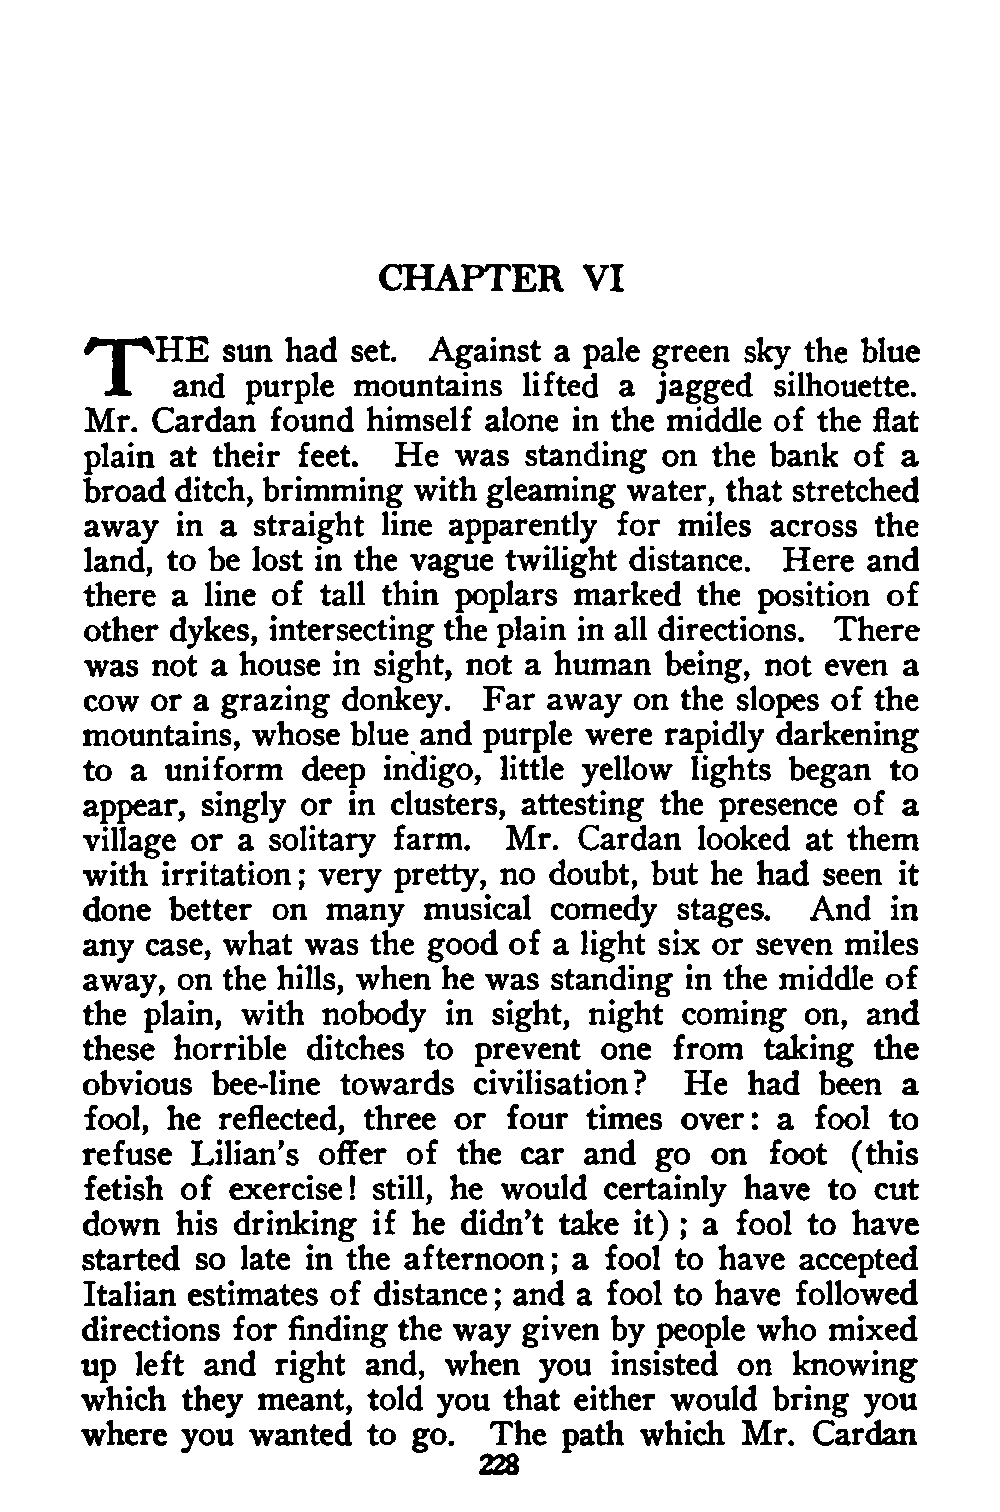 CHAPTER VI
THE sun had set. Against a pale green sky the blue
and purple mountains lifted a jagged silhouette.
Mr. Cardan found himself alone in the middle of the flat
plain at their feet. He was standing on the bank of a
broad ditch, brimming with gleaming water, that stretched
away in a straight line apparently for miles across the
land, to be lost in the vague twilight distance. Here and
there a line of tall thin poplars marked the position of
other dykes, intersecting the plain in all directions. There
was not a house in sight, not a human being, not even a
cow or a grazing donkey. Far away on the slopes of the
mountains, whose blue and purple were rapidly darkening
to a uniform deep indigo, little yellow lights began to
appear, singly or in clusters, attesting the presence of a
village or a solitary farm. Mr. Cardan looked at them
with irritation; very pretty, no doubt, but he had seen it
done better on many musical comedy stages. And in
any case, what was the good of a light six or seven miles
away, on the hills, when he was standing in the middle of
the plain, with nobody in sight, night coming on, and
these horrible ditches to prevent one from taking the
obvious bee-line towards civilisation? He had been a
fool, he reflected, three or four times over: a fool to
refuse Lilian's offer of the car and go on foot (this
fetish of exercise! still, he would certainly have to cut
down his drinking if he didn't take it); a fool to have
started so late in the afternoon; a fool to have accepted
Italian estimates of distance; and a fool to have followed
directions for finding the way given by people who mixed
up left and right and, when you insisted on knowing
which they meant, told you that either would bring you
where you wanted to go. The path which Mr. Cardan
228